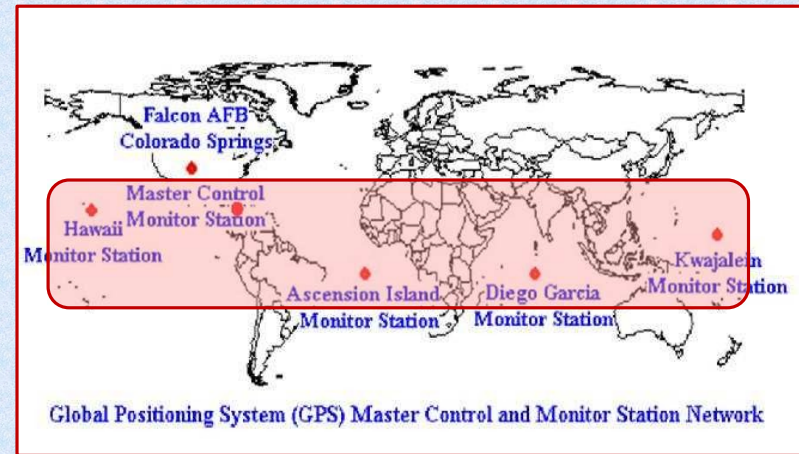 Falcon AFB
Colorado Springs
Master Control
Monitor Station
Hawaii
Monitor Station
Ascension Island
Monitor Station
Diego Garcia
Monitor Station
Kwajalein
Monitor Station
Global Positioning System (GPS) Master Control and Monitor Station Network